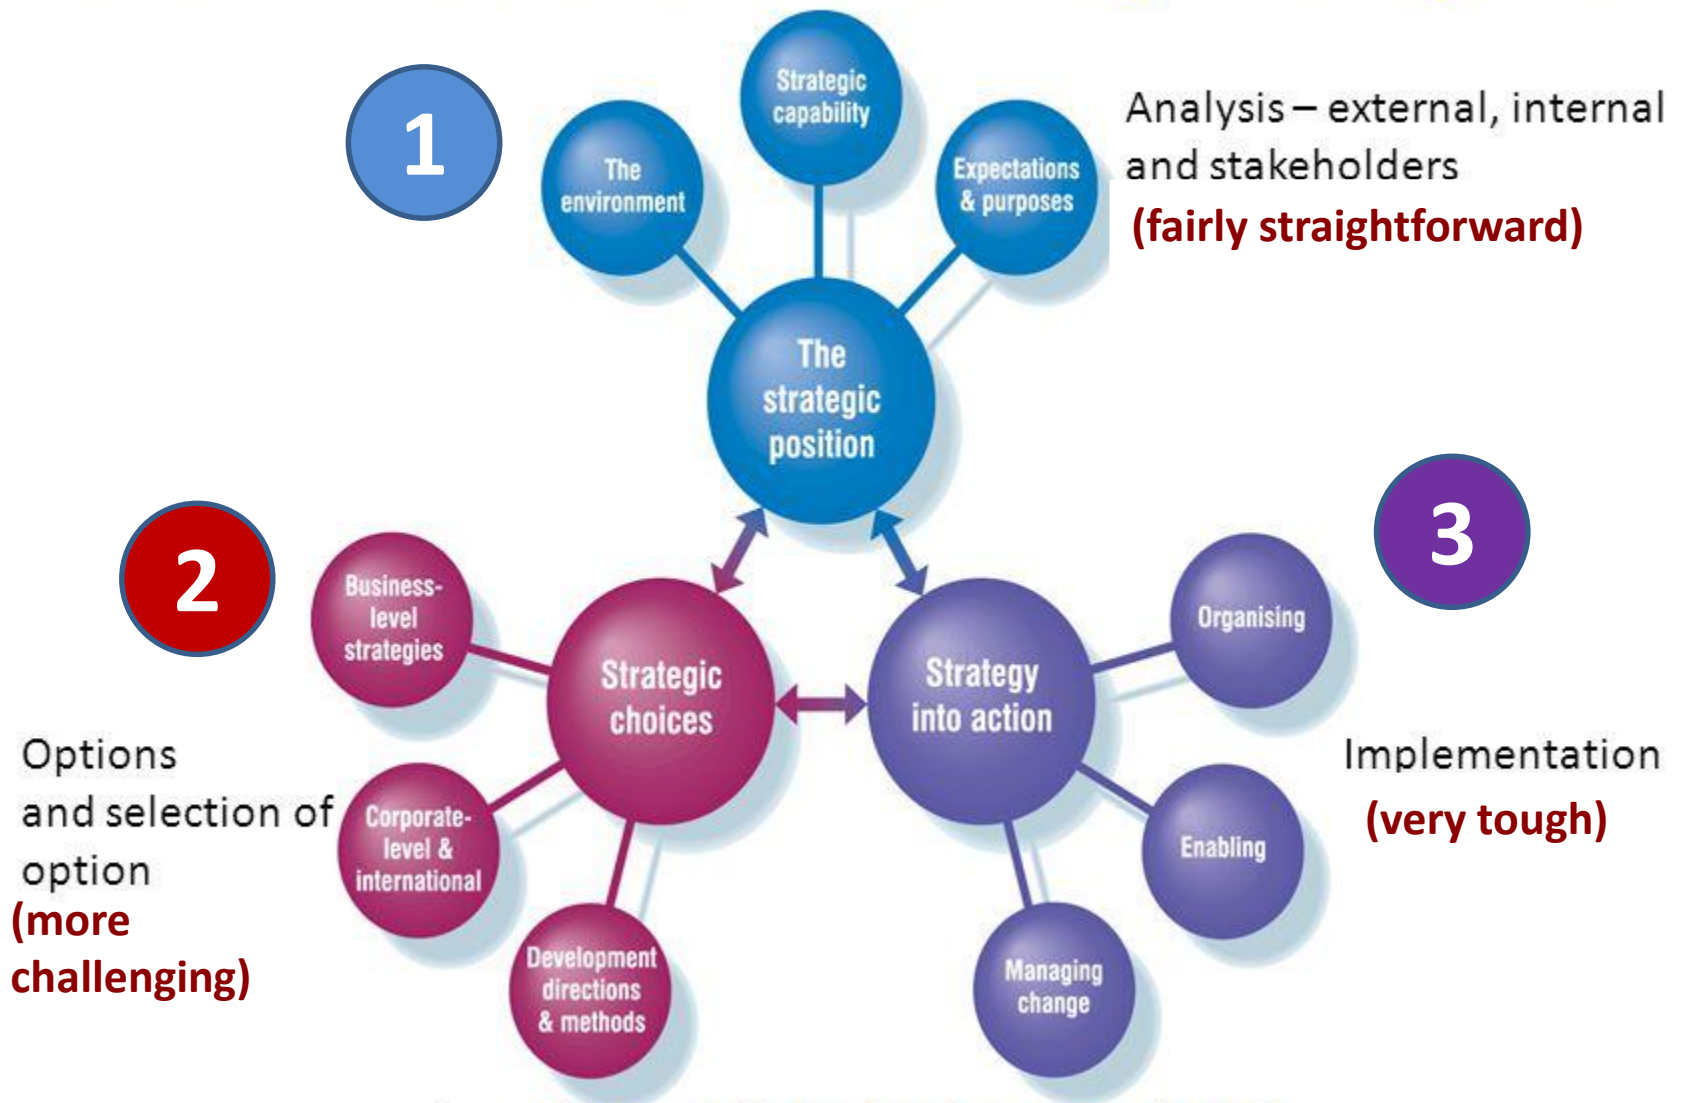 1
Strategic
capability
The
environment
Expectations
& purposes
Analysis – external, internal
and stakeholders
(fairly straightforward)
The
strategic
position
2
Business-
level
strategies
Strategic
choices
Options
and selection of
option
(more
challenging)
Corporate-
level &
international
Development
directions
& methods
3
Organising
Strategy
into action
Implementation
(very tough)
Enabling
Managing
change